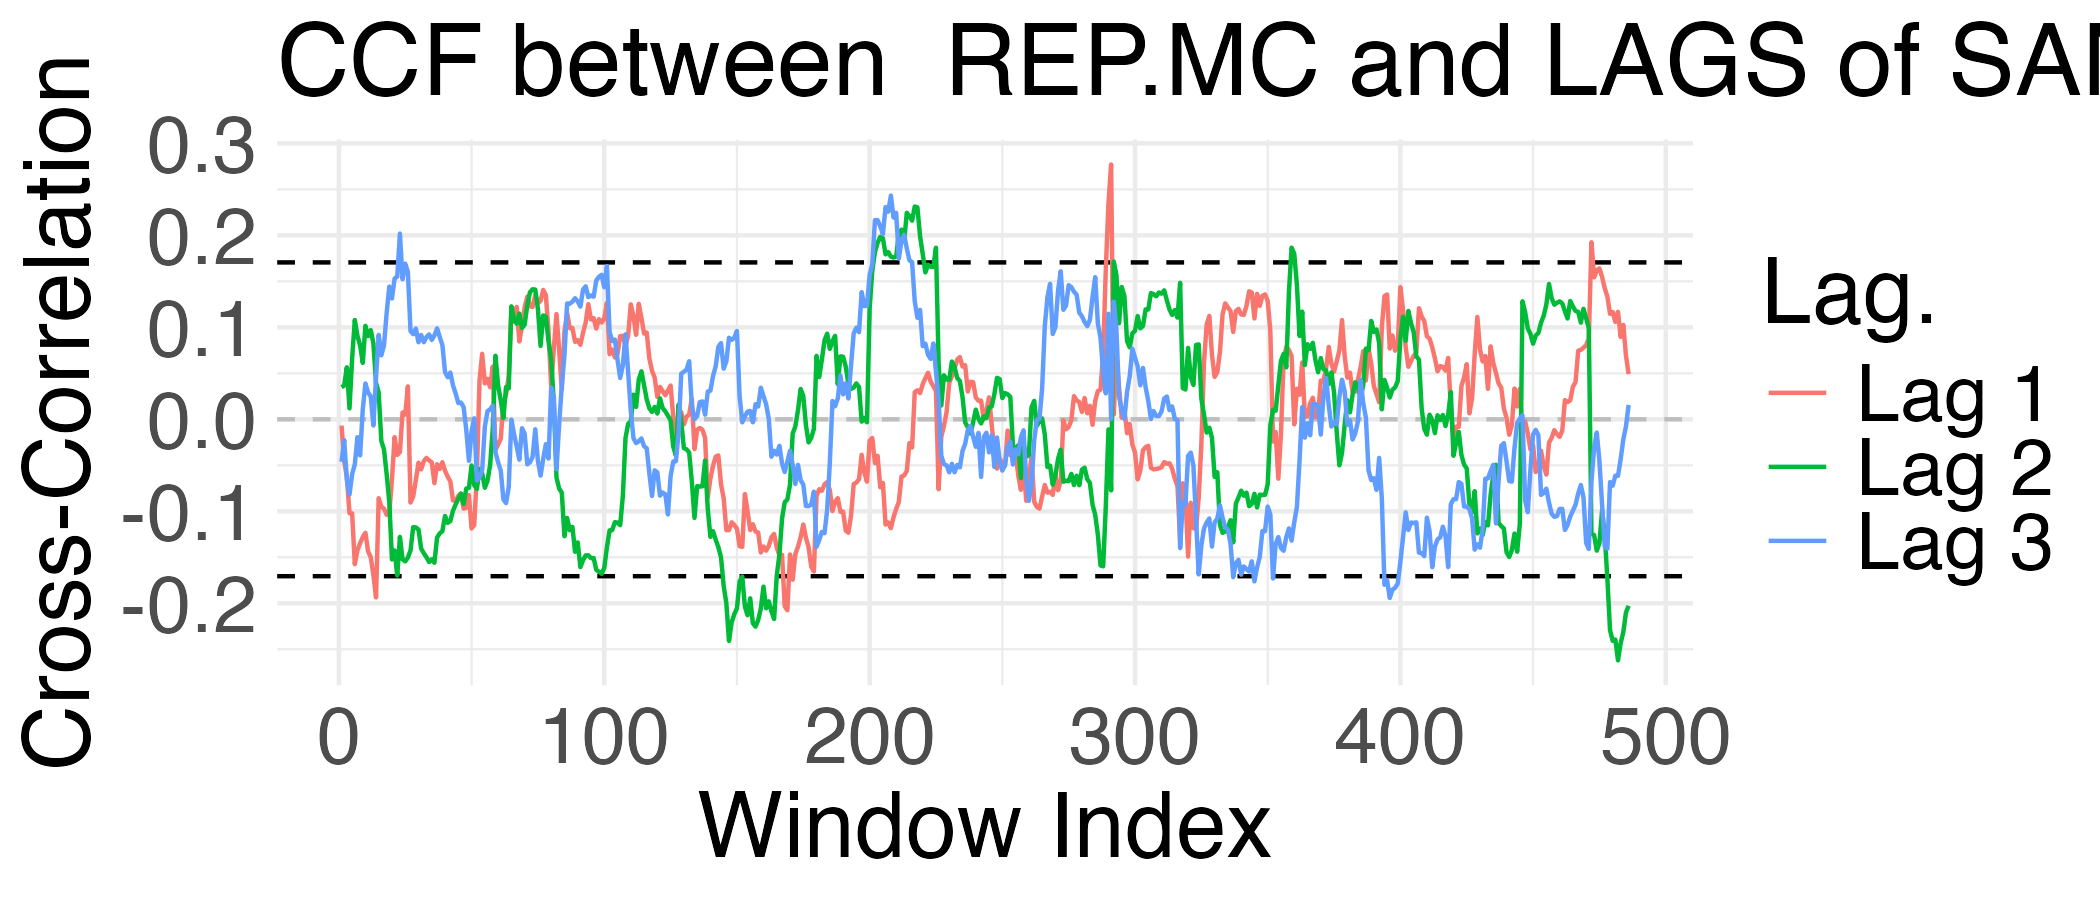 CCF between REP.MC and LAGS of
Cross-Correlation
0.3
0.2
0.1
0.0
-0.1
-0.2
0
100
200
300
400
500
Window Index
Lag.
Lag 1
Lag 2
Lag 3